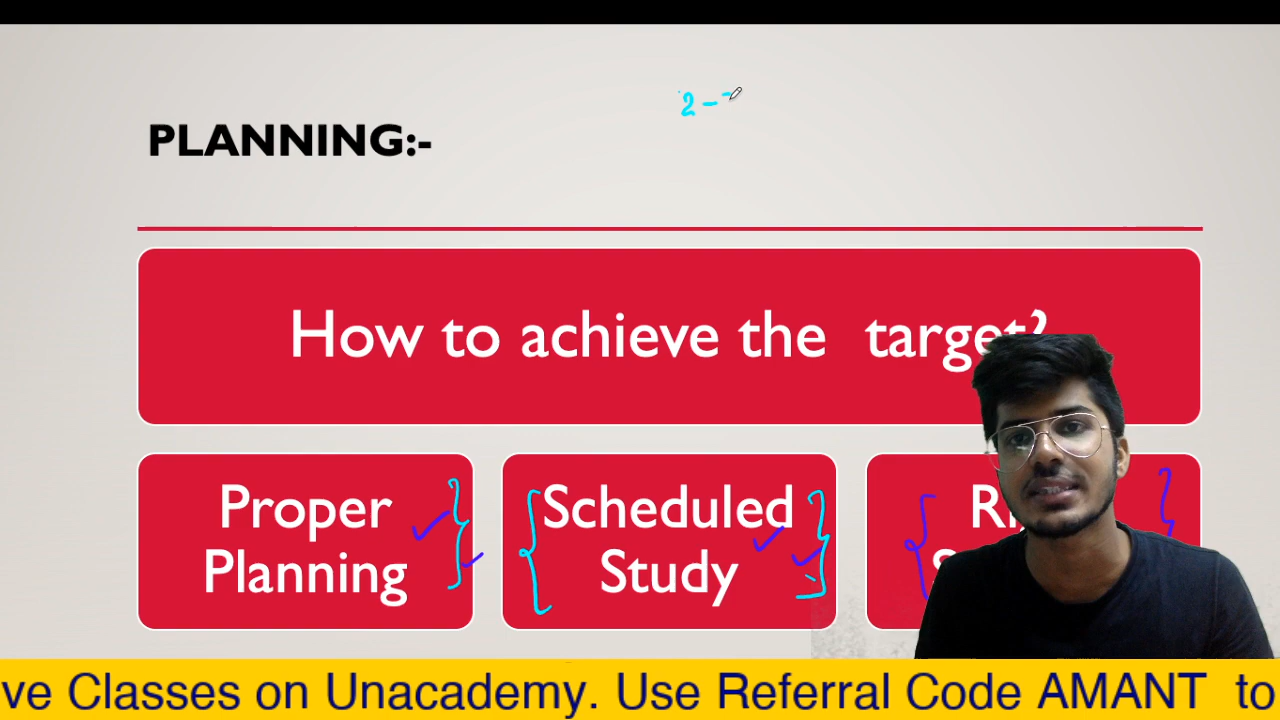 2-
PLANNING:-
How to achieve the target?
Proper
Planning
Scheduled
Study
ve Classes on Unacademy. Use Referral Code AMANT to